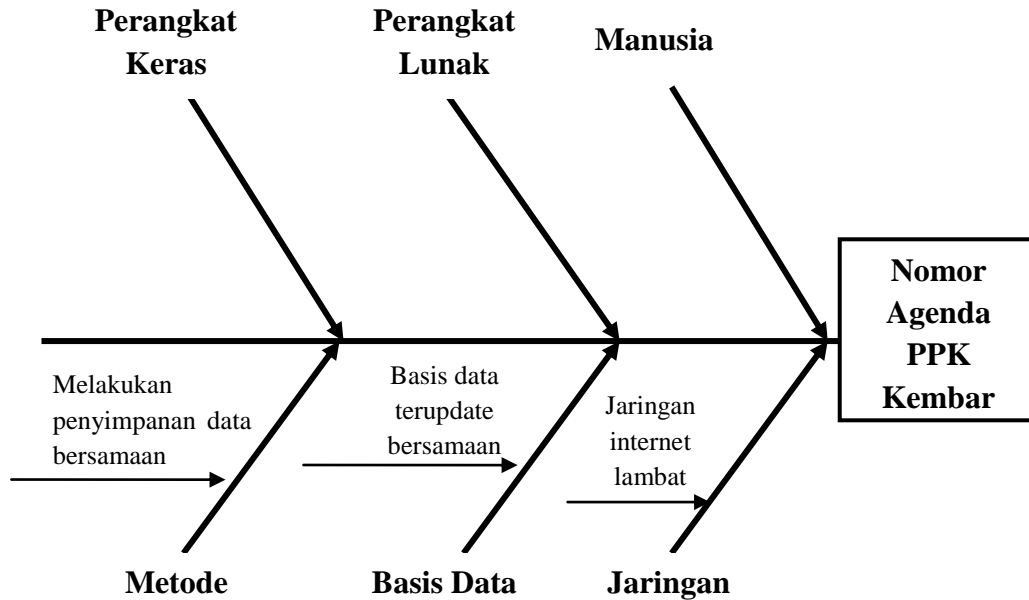 Perangkat
Keras
Perangkat
Lunak
Manusia
Nomor
Agenda
PPK
Kembar
Melakukan
penyimpanan data
bersamaan
Basis data
terupdate
bersamaan
Jaringan
internet
lambat
Metode
Basis Data
Jaringan